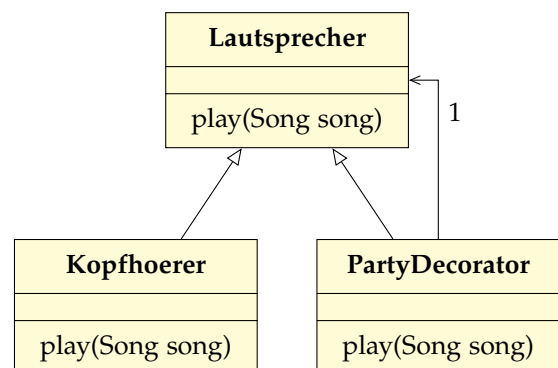 Lautsprecher
play(Song song)
1
Kopfhoerer
play(Song song)
PartyDecorator
play(Song song)